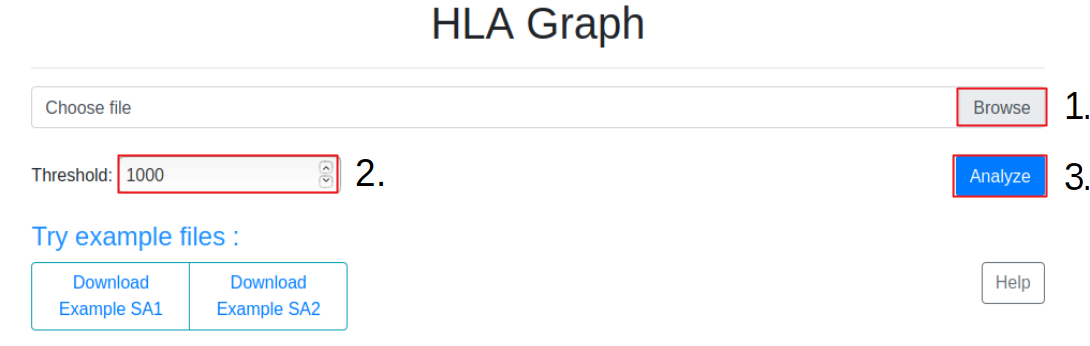 HLA Graph
Choose file
Browse
1.
Threshold: 1000
2.
Analyze
3.
Try example files :
Download
Example SA1
Download
Example SA2
Help